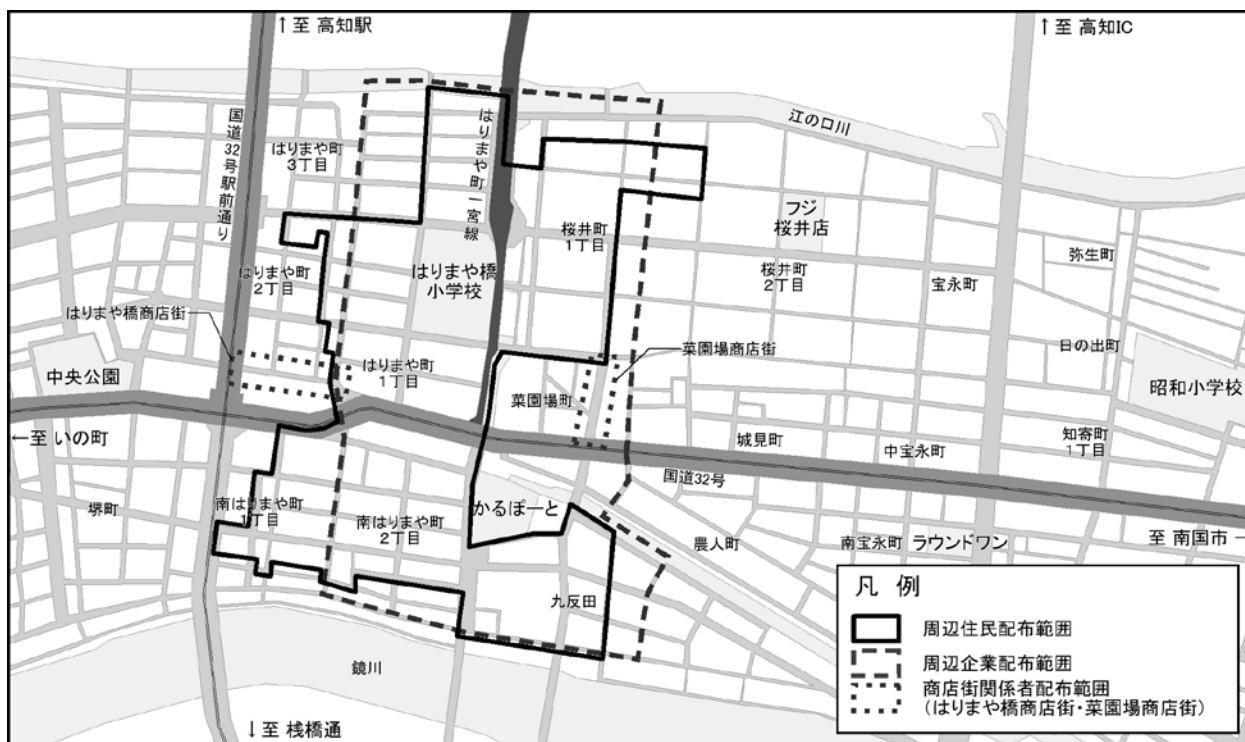 ↑至 高知駅
↑至 高知IC
国道32号駅前通り
はりまや町一宮線
江の口川
はりまや町
3丁目
フジ
桜井店
桜井町
1丁目
弥生町
はりまや橋
小学校
はりまや町
2丁目
桜井町
2丁目
宝永町
はりまや橋商店街
菜園場商店街
日の出町
中央公園
はりまや町
1丁目
昭和小学校
菜園場町
←至 いの町
城見町
中宝永町
知寄町
1丁目
国道32号
堺町
南はりまや町
1丁目
かるぽーと
南はりまや町
2丁目
農人町
南宝永町
ラウンドワン
至 南国市→
九反田
鏡川
↓至 桟橋通
凡 例
周辺住民配布範囲
周辺企業配布範囲
商店街関係者配布範囲
(はりまや橋商店街・菜園場商店街)